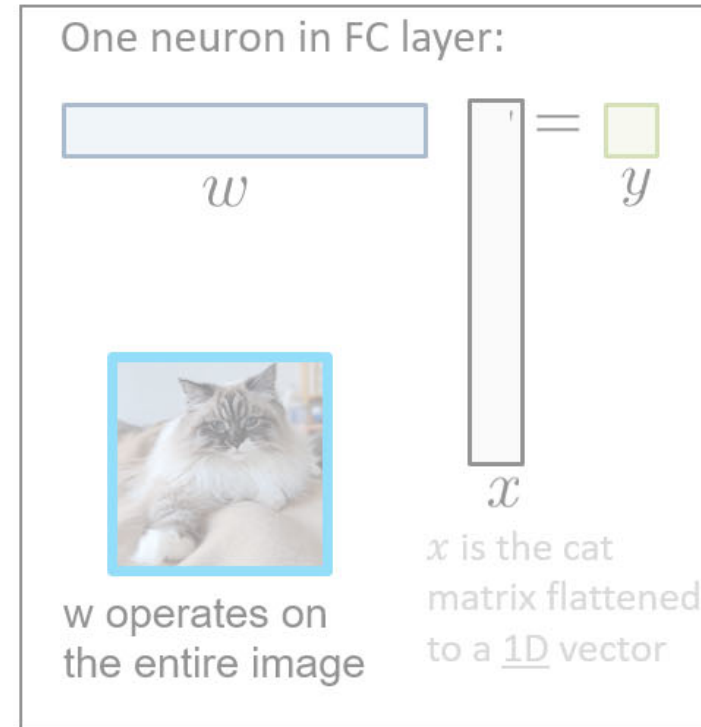 One neuron in FC layer:
=
w
y
x
x is the cat
matrix flattened
to a 1D vector
w operates on
the entire image